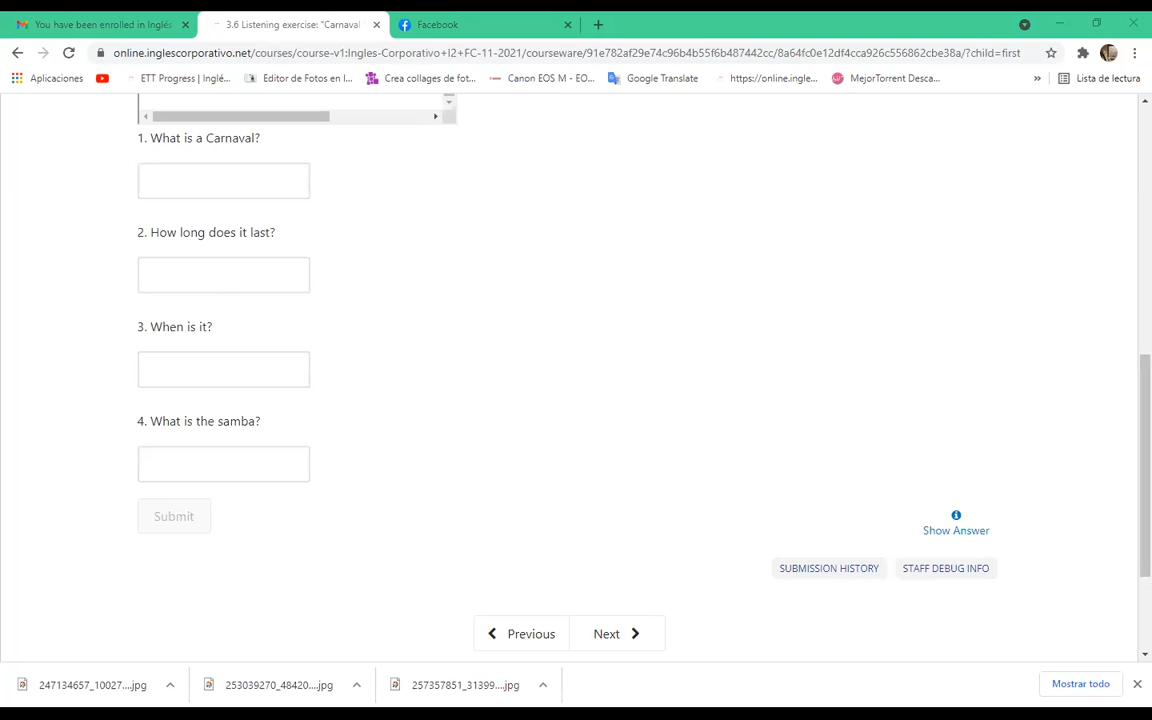 You have been enrolled in Inglés
3.6 Listening exercise: "Carnaval
Facebook
online.inglescorporativo.net/courses/course-v1:Ingles-Corporativo+I2+FC-11-2021/courseware/91e782af29e74c96b4b55f6b487442cc/8a64fc0e12df4cca926c556862cbe38a/?child=first
Aplicaciones
ETT Progress | Inglé...
Editor de Fotos en l...
Crea collages de fot...
Canon EOS M - EO...
Google Translate
https://online.ingle...
MejorTorrent Desca...
»
Lista de lectura
1. What is a Carnaval?
2. How long does it last?
3. When is it?
4. What is the samba?
Submit
Show Answer
SUBMISSION HISTORY
STAFF DEBUG INFO
Previous
Next
247134657_10027....jpg
253039270_48420....jpg
257357851_31399....jpg
Mostrar todo